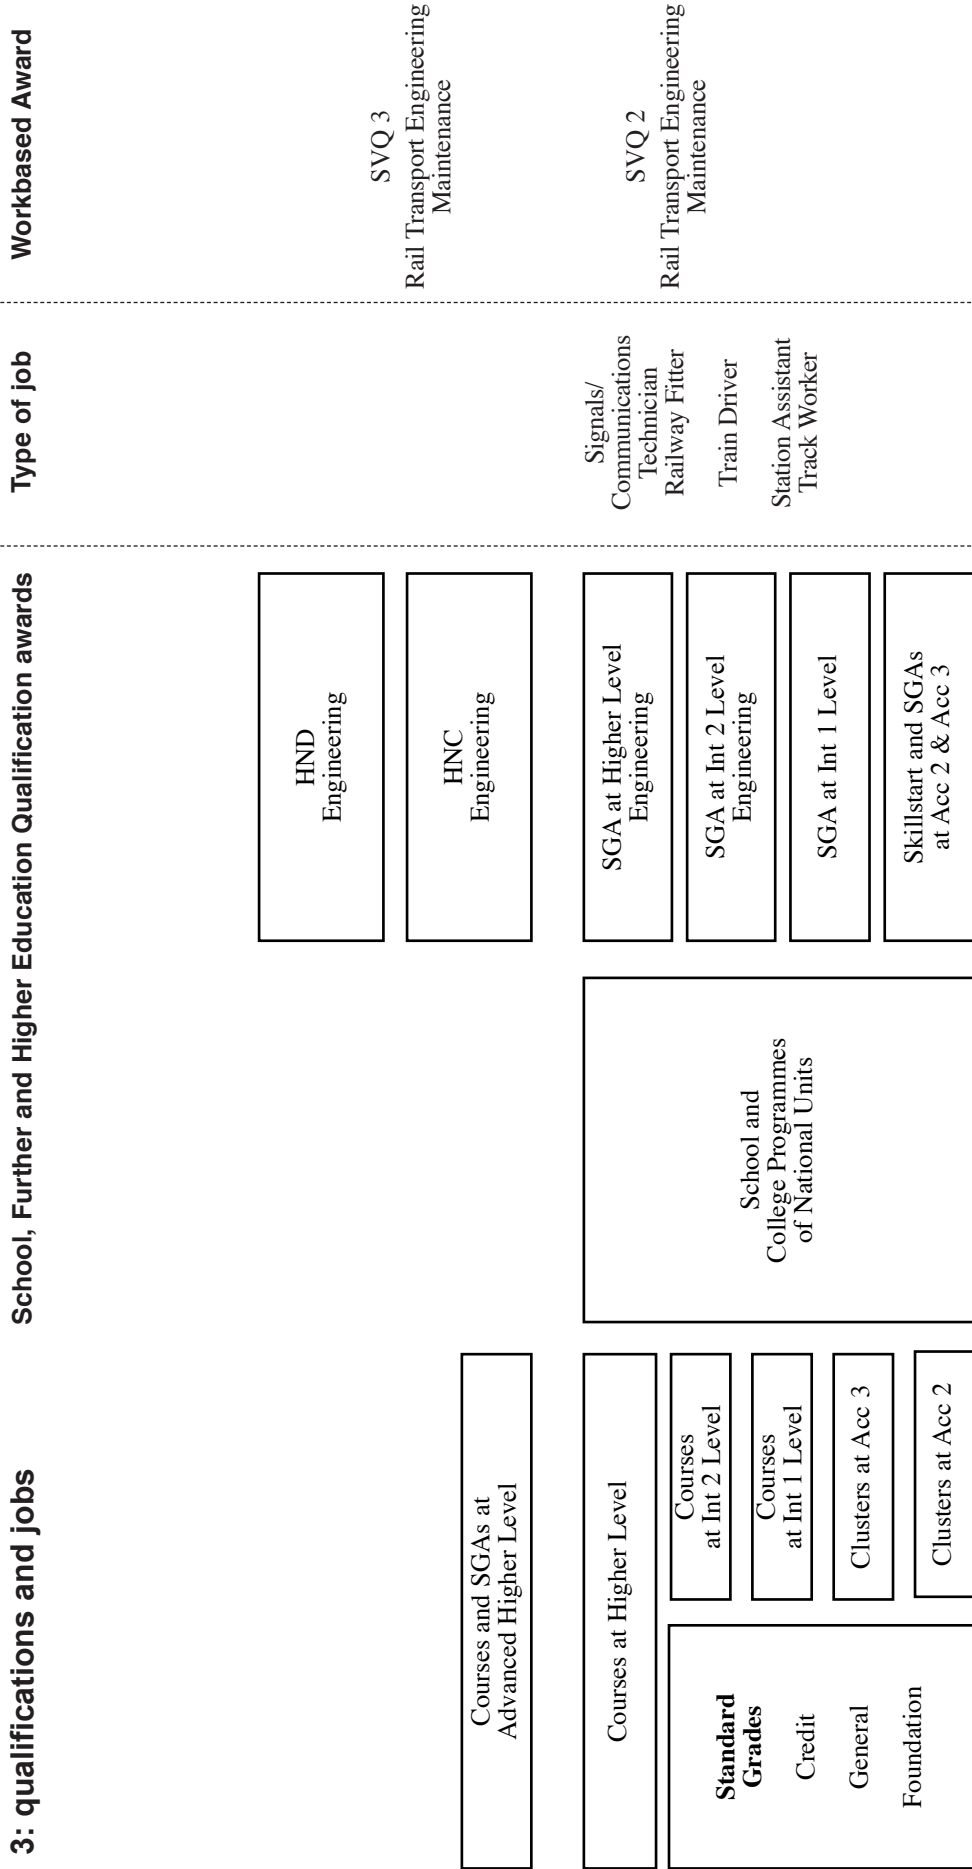 3: qualifications and jobs
School, Further and Higher Education Qualification awards
Type of job
Workbased Award
HND
Engineering
HNC
Engineering
SVQ 3
Rail Transport Engineering
Maintenance
Courses and SGAs at
Advanced Higher Level
Courses at Higher Level
Standard
Grades
Credit
General
Foundation
Courses
at Int 2 Level
Courses
at Int 1 Level
Clusters at Acc 3
Clusters at Acc 2
School and
College Programmes
of National Units
SGA at Higher Level
Engineering
SGA at Int 2 Level
Engineering
SGA at Int 1 Level
Skillstart and SGAs
at Acc 2 & Acc 3
Signals/
Communications
Technician
Railway Fitter
Train Driver
Station Assistant
Track Worker
SVQ 2
Rail Transport Engineering
Maintenance